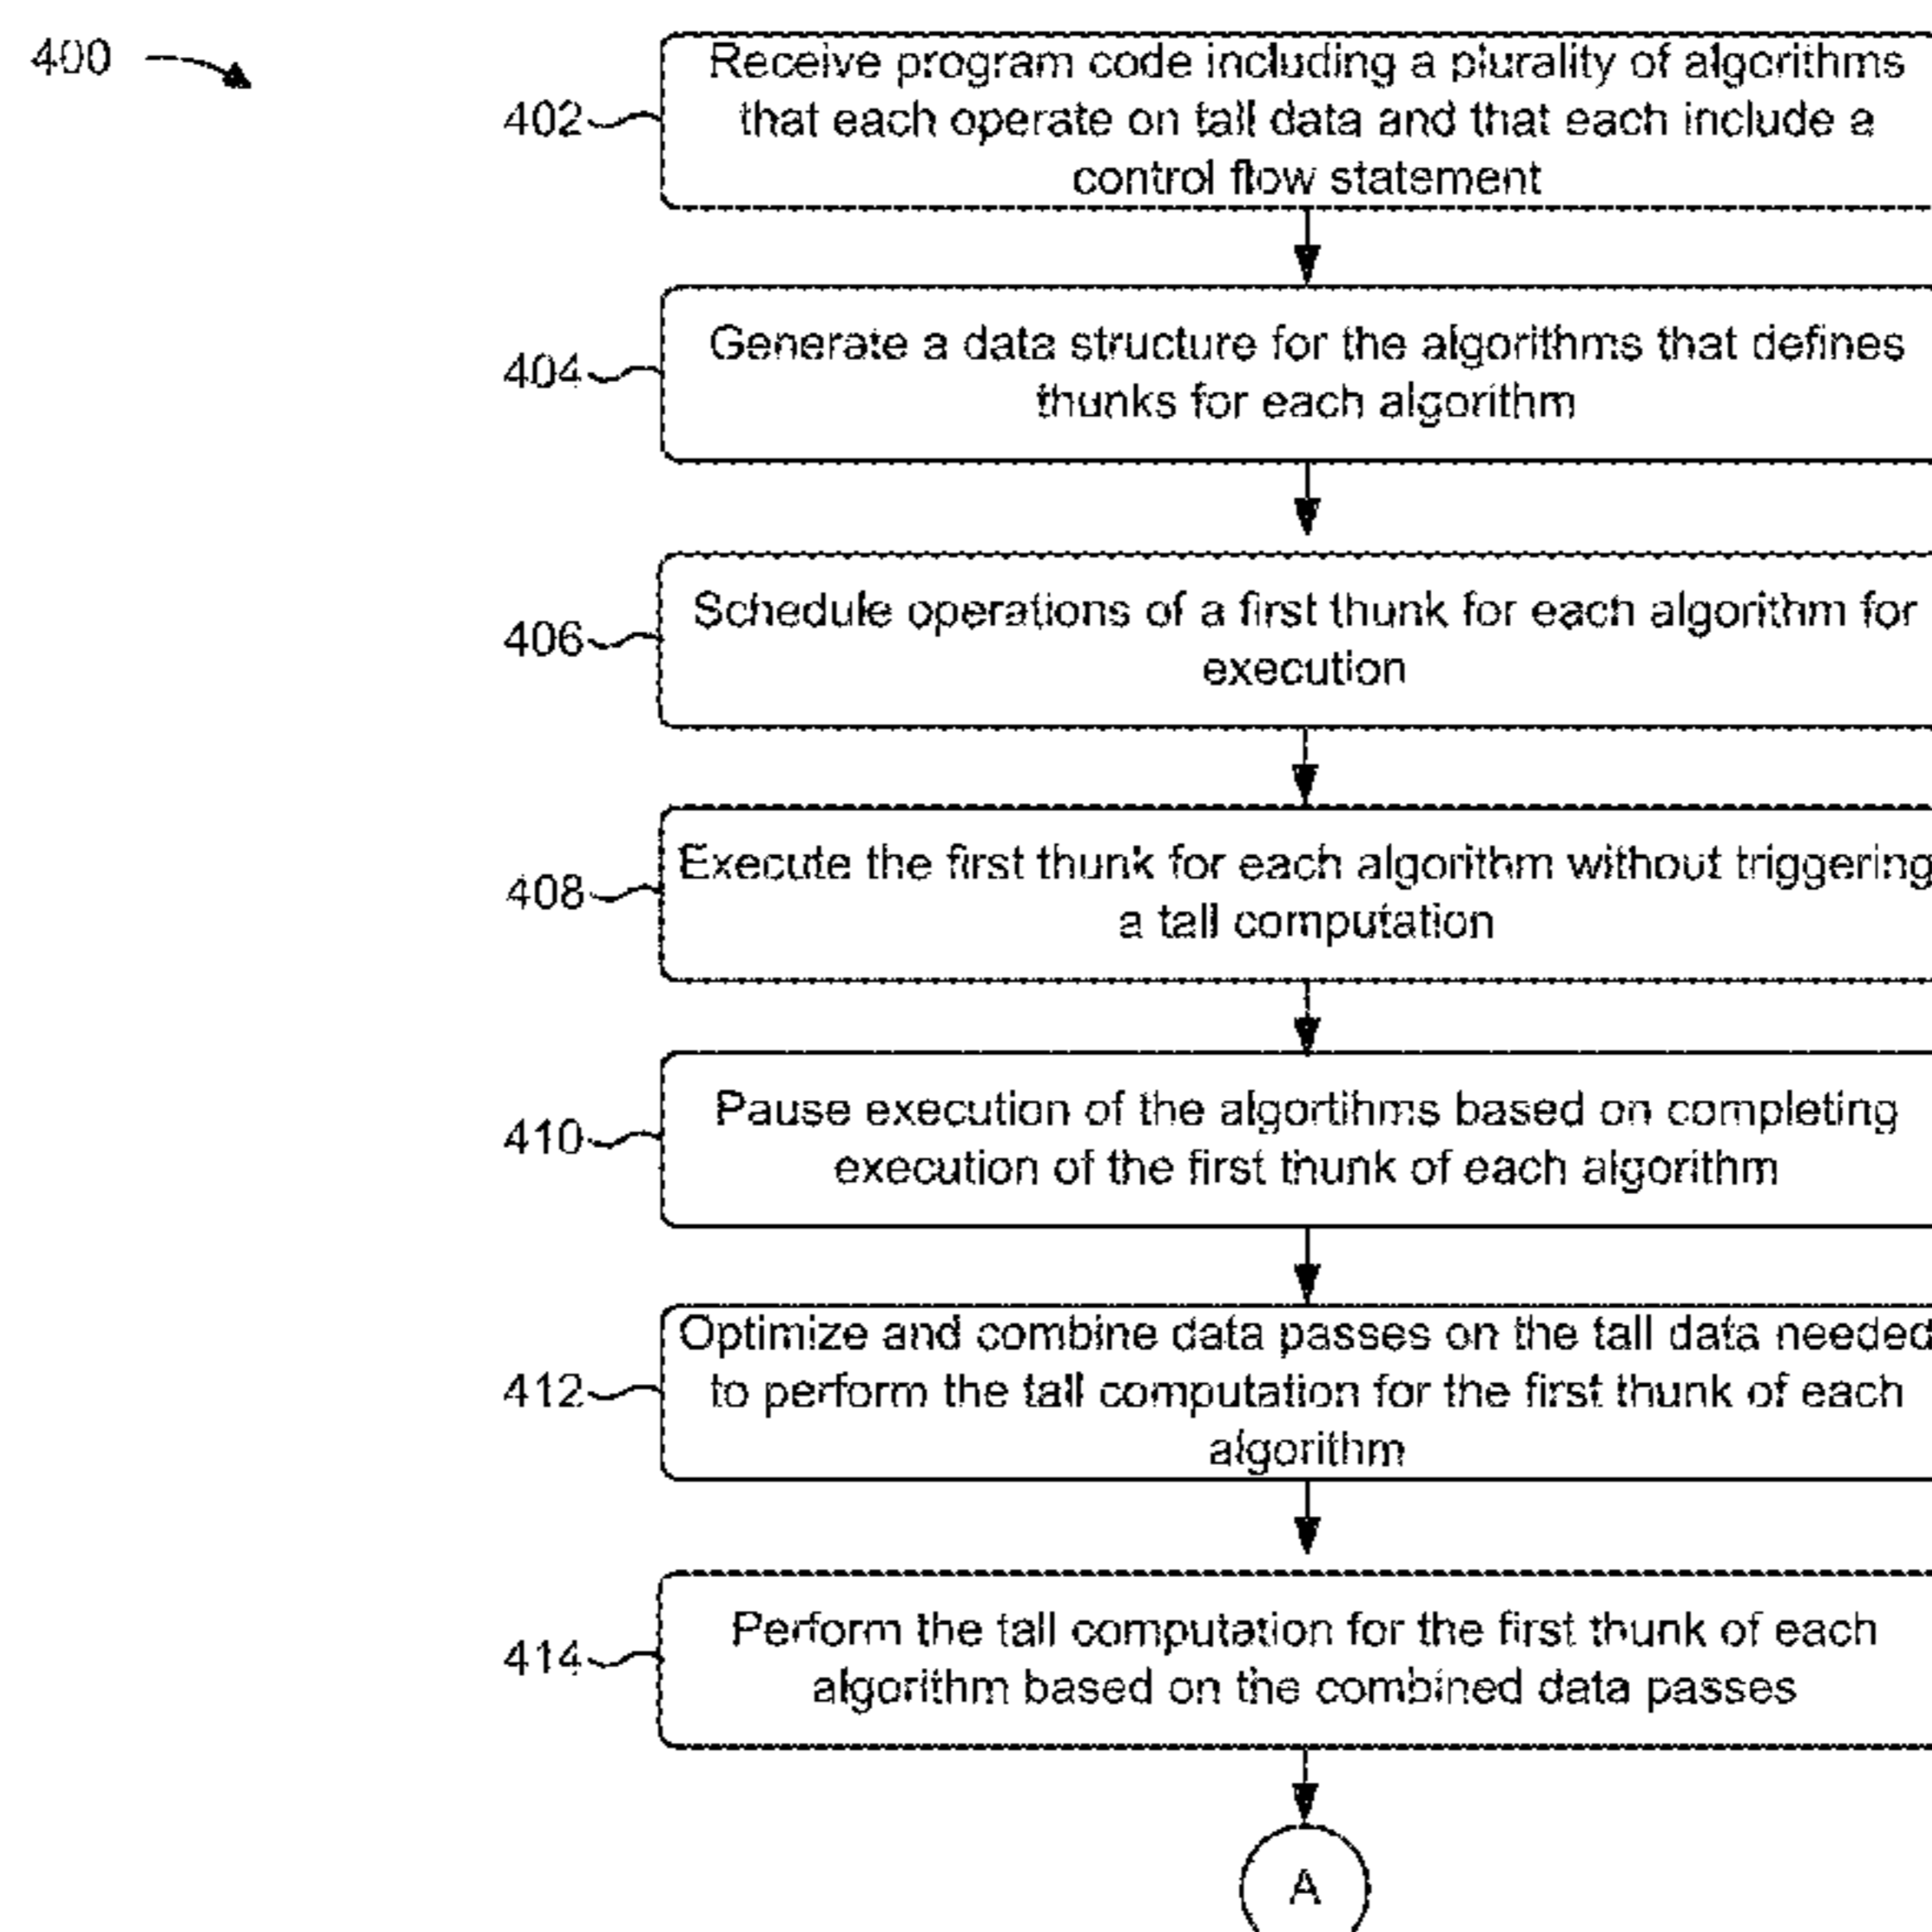 400
402
Receive program code including a plurality of algorithms
that each operate on tall data and that each include a
control flow statement
404
Generate a data structure for the algorithms that defines
thunks for each algorithm
406
Schedule operations of a first thunk for each algorithm for
execution
408
Execute the first thunk for each algorithm without triggering
a tall computation
410
Pause execution of the algortihms based on completing
execution of the first thunk of each algorithm
412
Optimize and combine data passes on the tall data needed
to perform the tall computation for the first thunk of each
algorithm
414
Perform the tall computation for the first thunk of each
algorithm based on the combined data passes
A